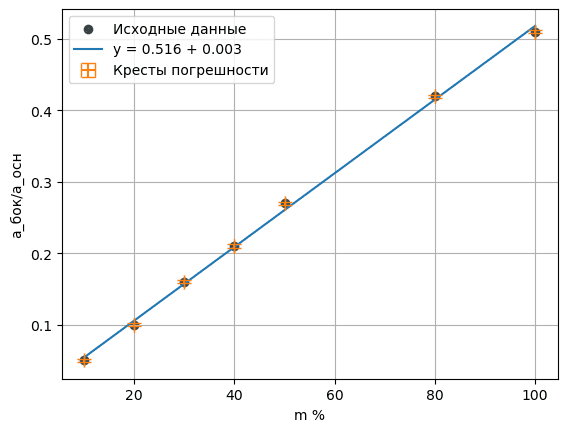 Исходные данные
y = 0.516 + 0.003
Кресты погрешности
a_бок/a_осн
0.5
0.4
0.3
0.2
0.1
20
40
60
80
100
m %